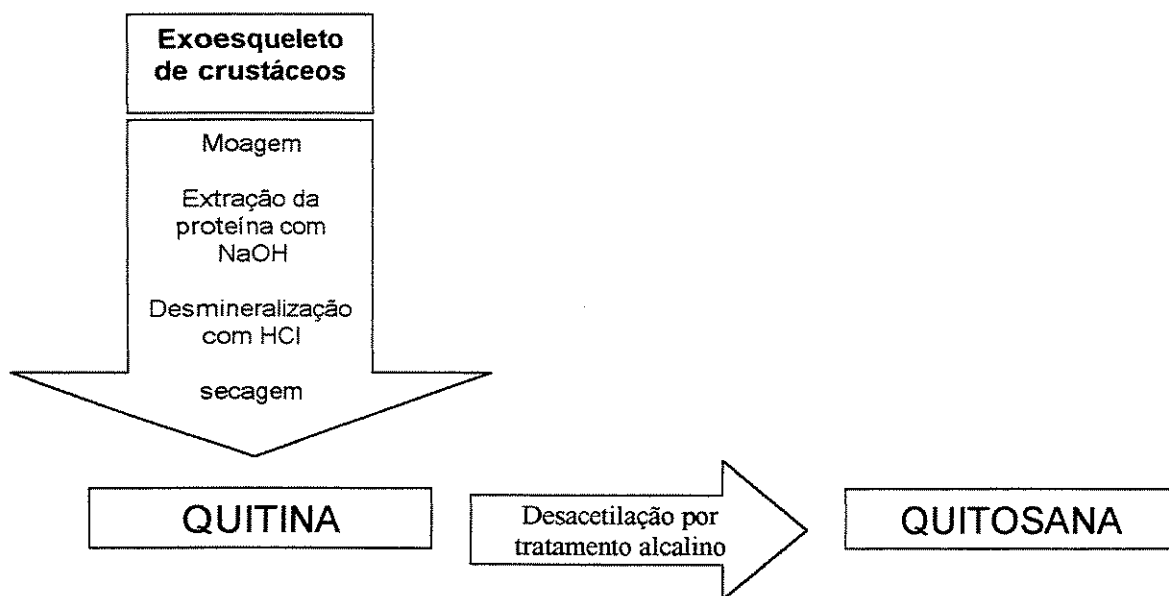 Exoesqueleto
de crustáceos
Moagem
Extração da
proteína com
NaOH
Desmineralização
com HCl
secagem
QUITINA
Desacetilação por
tratamento alcalino
QUITOSANA